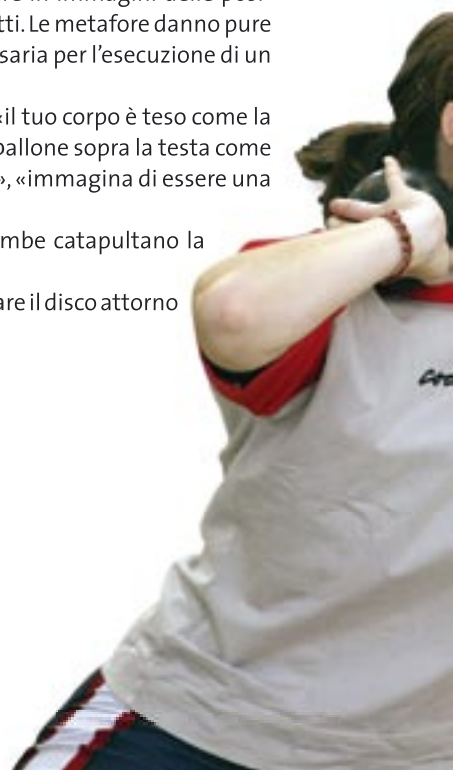 tti. Le metafore danno pure
saria per l'esecuzione di un
«il tuo corpo è teso come la
pallone sopra la testa come
», «immagina di essere una
mbe catapultano la
are il disco attorno